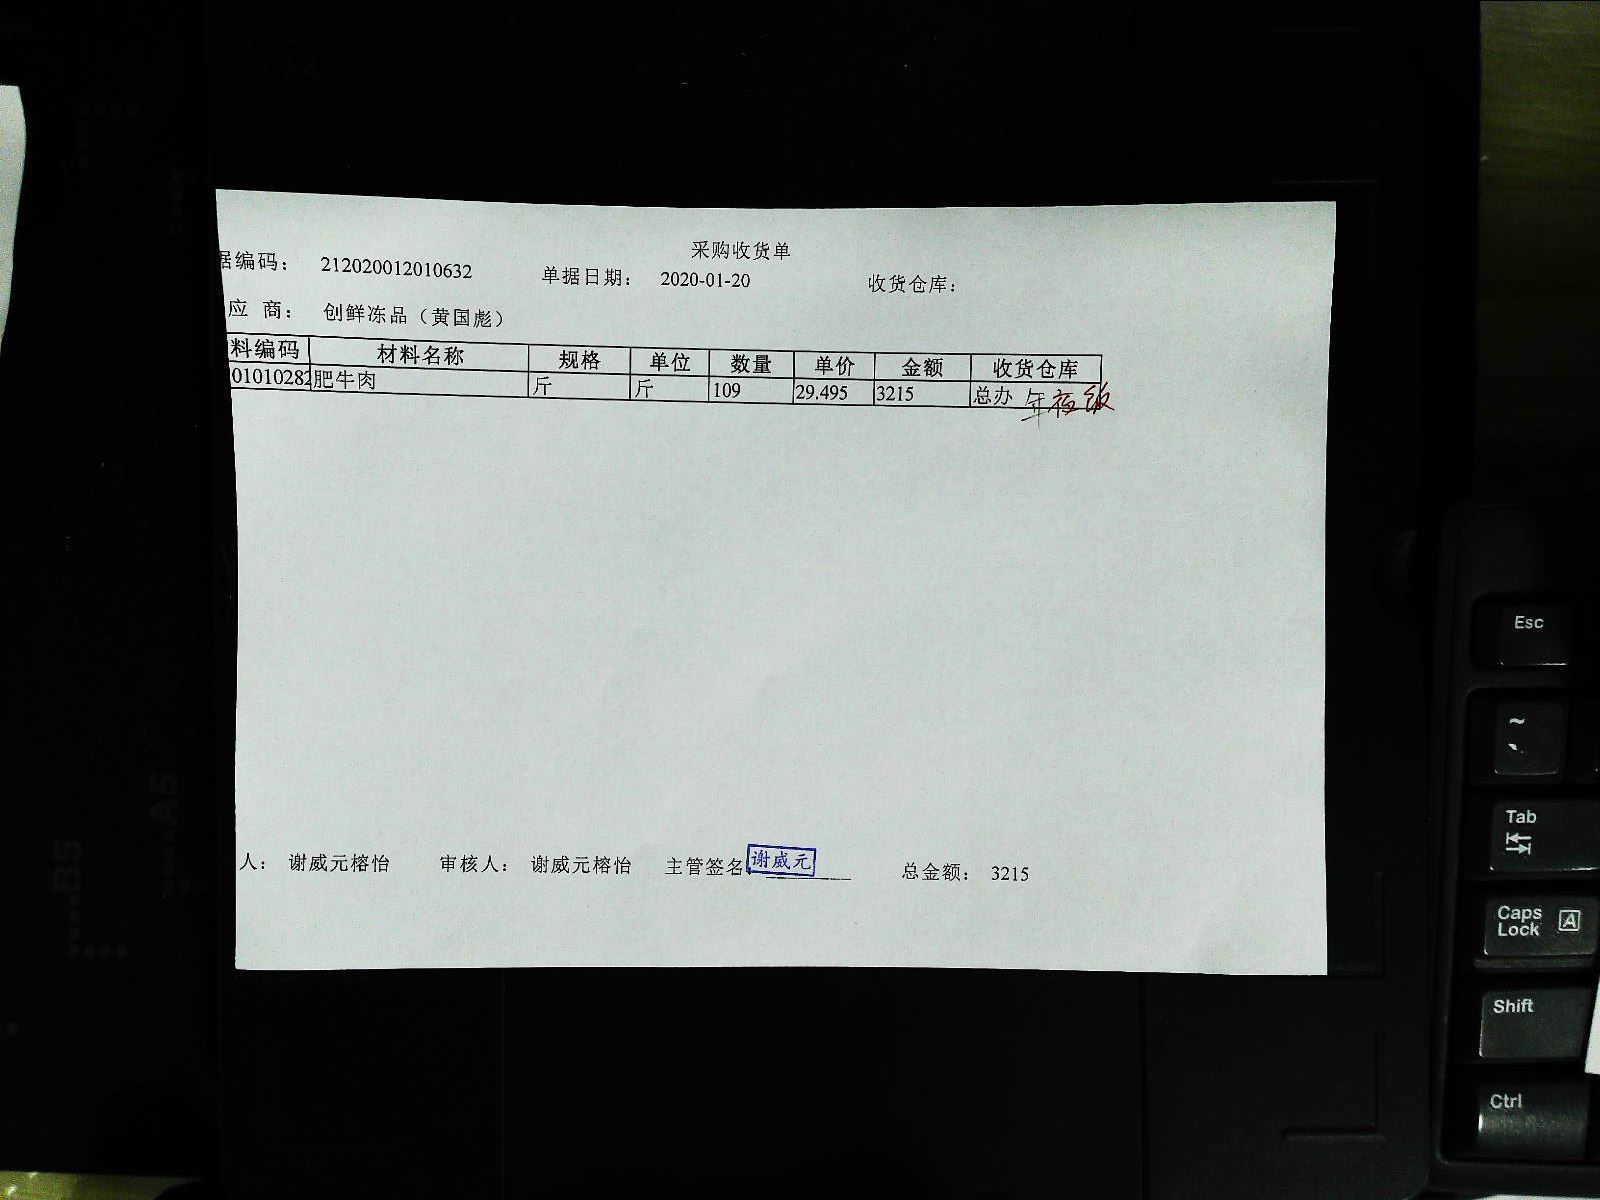 采购收货单
据编码： 212020012010632 单据日期： 2020-01-20 收货仓库：
应 商： 创鲜冻品（黄国彪）
料编码 材料名称 规格 单位 数量 单价 金额 收货仓库
01010282 肥牛肉 斤 斤 109 29.495 3215 总办 年夜饭
人： 谢威元榕怡 审核人： 谢威元榕怡 主管签名： 谢威元 总金额： 3215
Esc
~
Tab
Caps Lock A
Shift
Ctrl
B5
A5